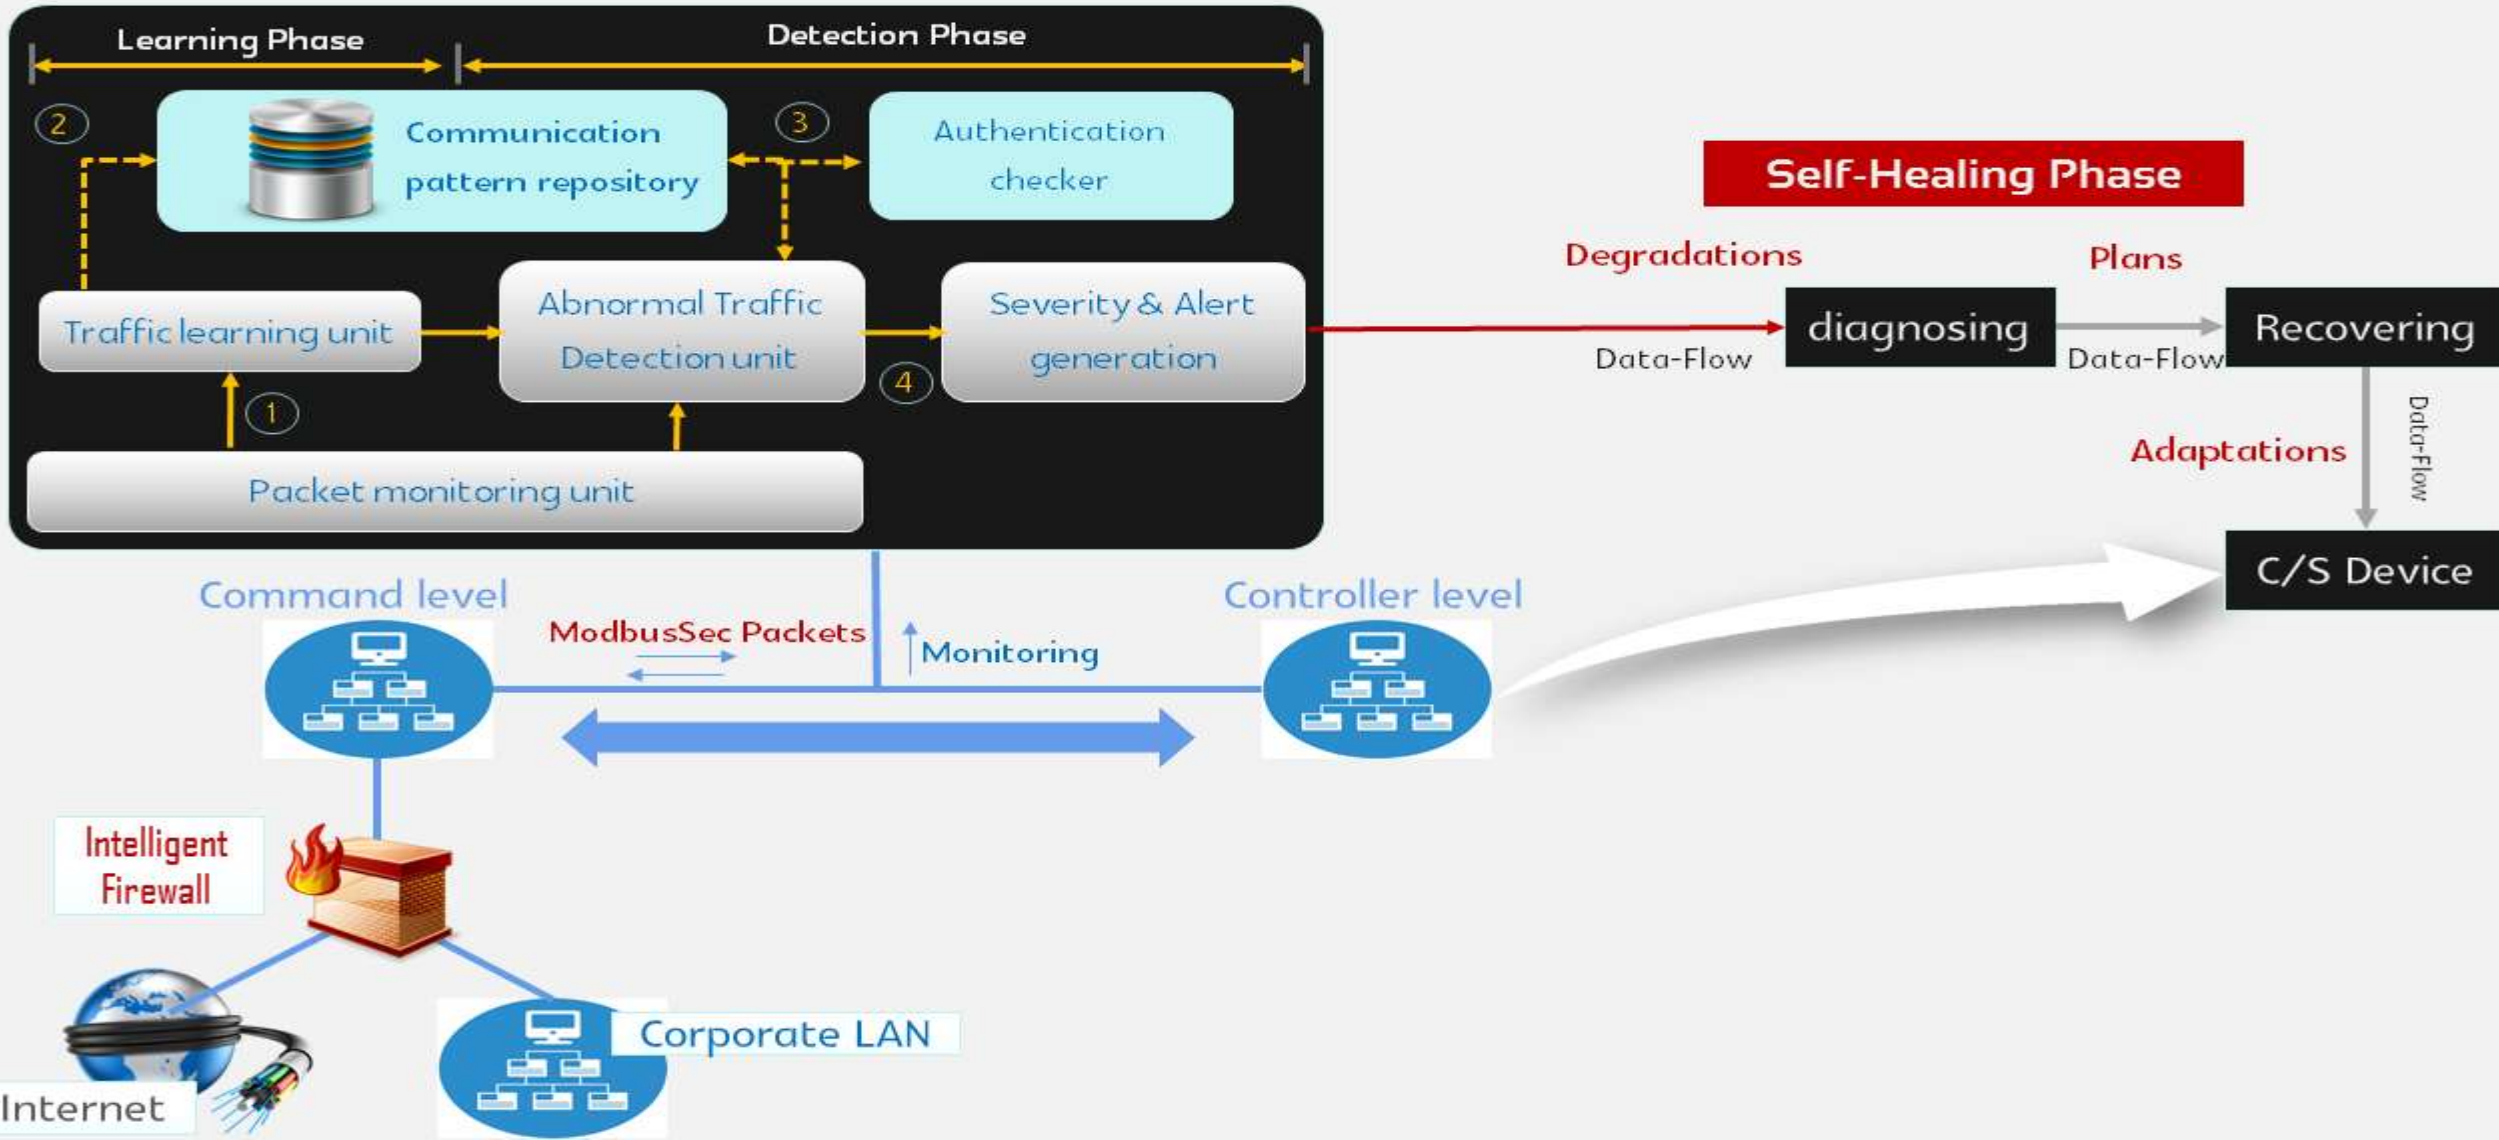 Learning Phase
Detection Phase
2
Communication
pattern repository
3
Authentication
checker
Traffic learning unit
Abnormal Traffic
Detection unit
4
Severity & Alert
generation
1
Packet monitoring unit
Self-Healing Phase
Degradations
Data-Flow
diagnosing
Plans
Data-Flow
Recovering
Adaptations
Data-Flow
C/S Device
Command level
ModbusSec Packets
Monitoring
Controller level
Intelligent
Firewall
Internet
Corporate LAN